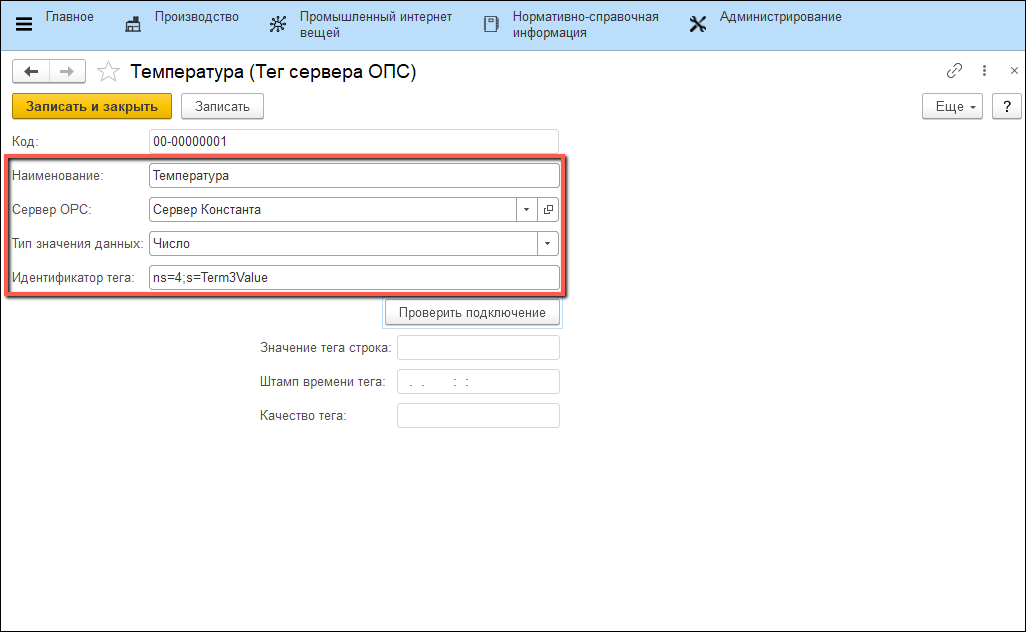 Главное
Производство
Промышленный интернет
вещей
Нормативно-справочная
информация
Администрирование
Температура (Тег сервера ОПС)
Записать и закрыть
Записать
Еще
?
Код: 00-00000001
Наименование: Температура
Сервер ОРС: Сервер Константа
Тип значения данных: Число
Идентификатор тега: ns=4;s=Term3Value
Проверить подключение
Значение тега строка:
Штамп времени тега: . . : :
Качество тега: